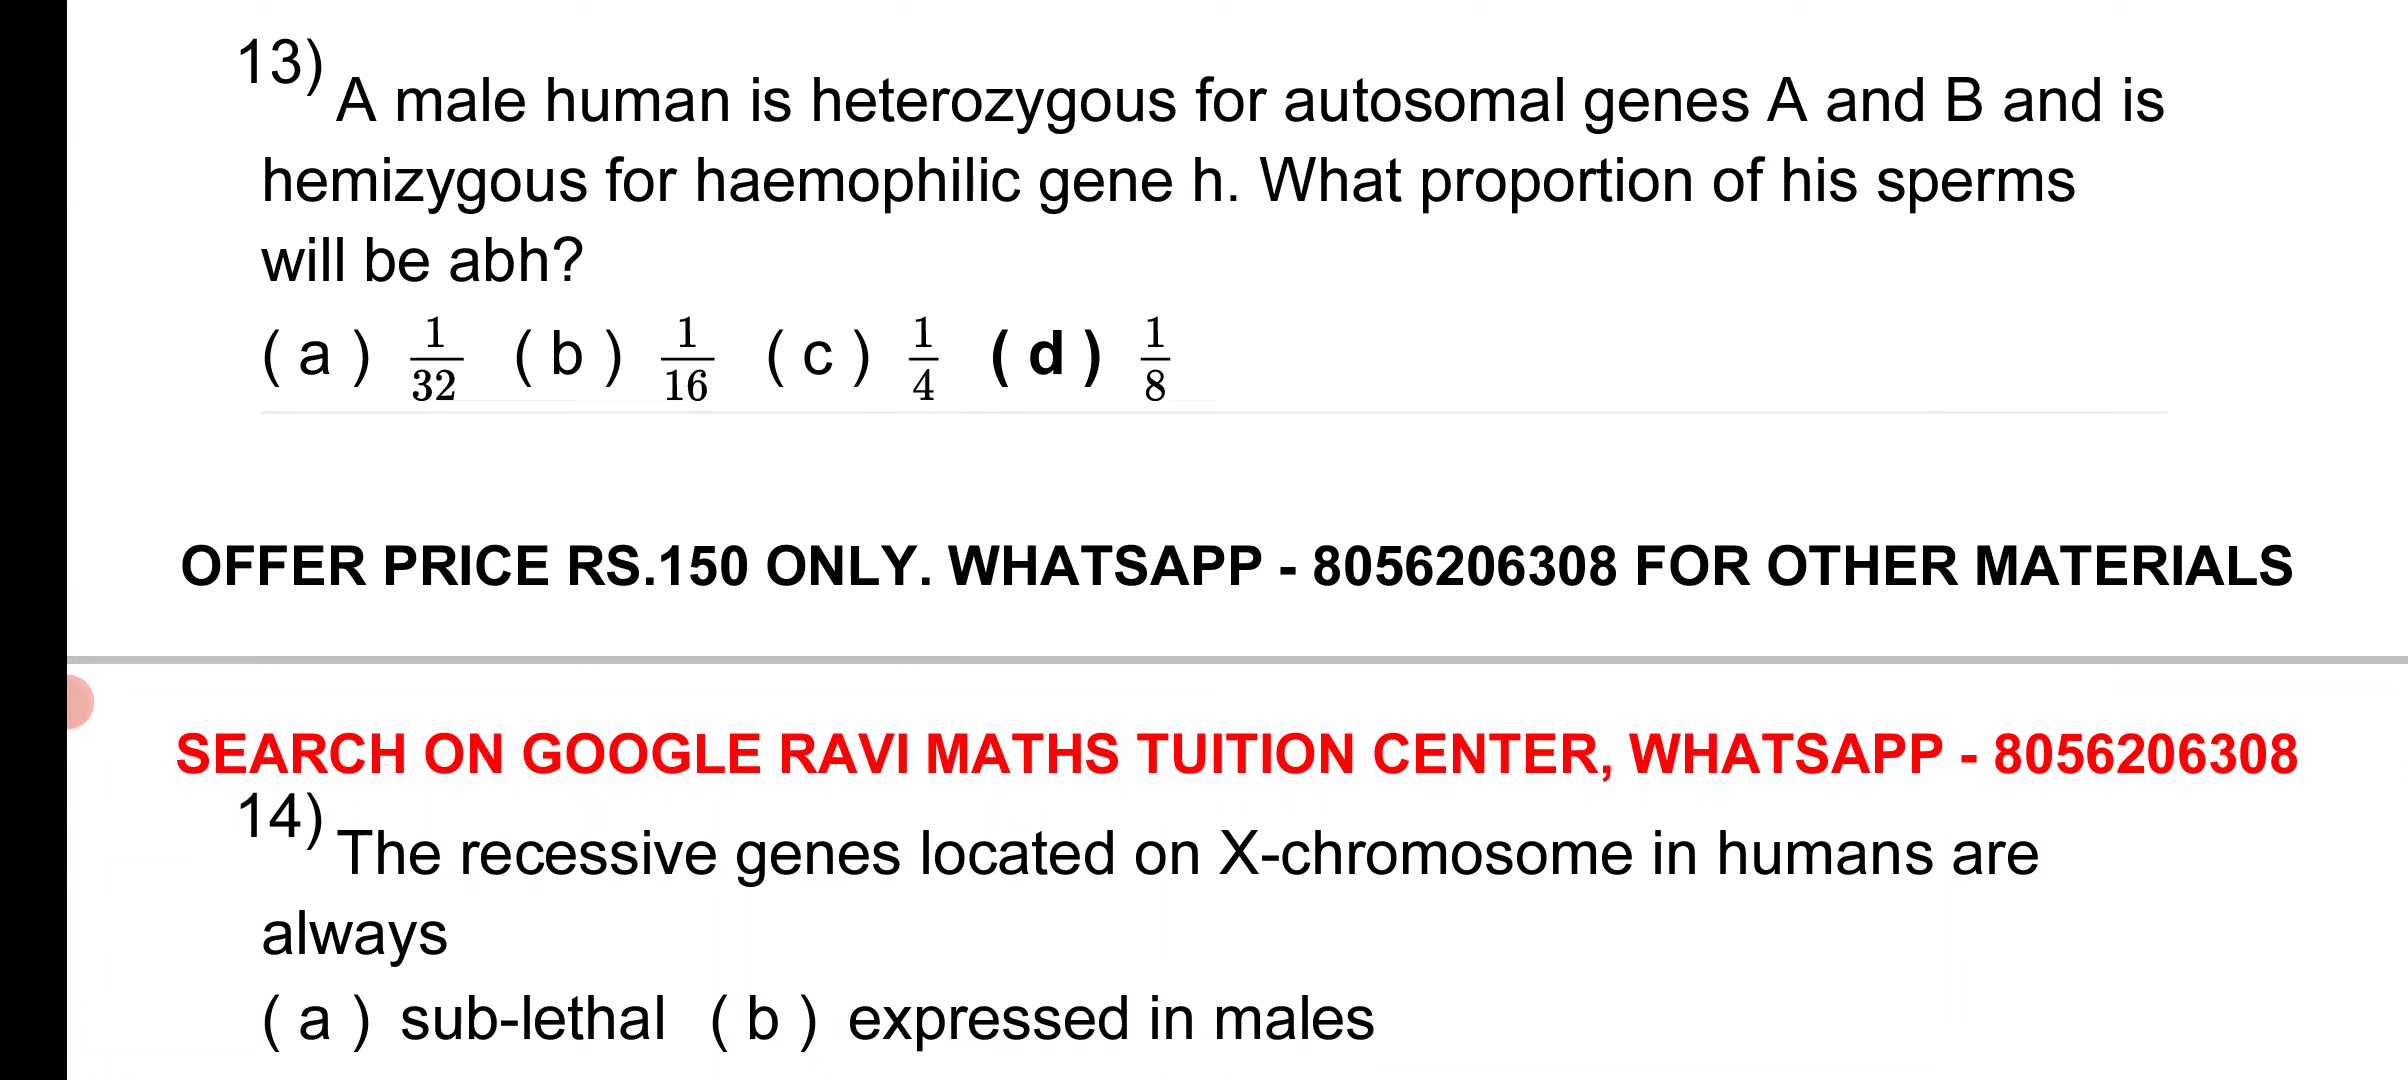 13)
A male human is heterozygous for autosomal genes A and B and is
hemizygous for haemophilic gene h. What proportion of his sperms
will be abh?
( a ) 1/32 ( b ) 1/16 ( c ) 1/4 ( d ) 1/8
OFFER PRICE RS.150 ONLY. WHATSAPP - 8056206308 FOR OTHER MATERIALS
SEARCH ON GOOGLE RAVI MATHS TUITION CENTER, WHATSAPP - 8056206308
14)
The recessive genes located on X-chromosome in humans are
always
( a ) sub-lethal ( b ) expressed in males